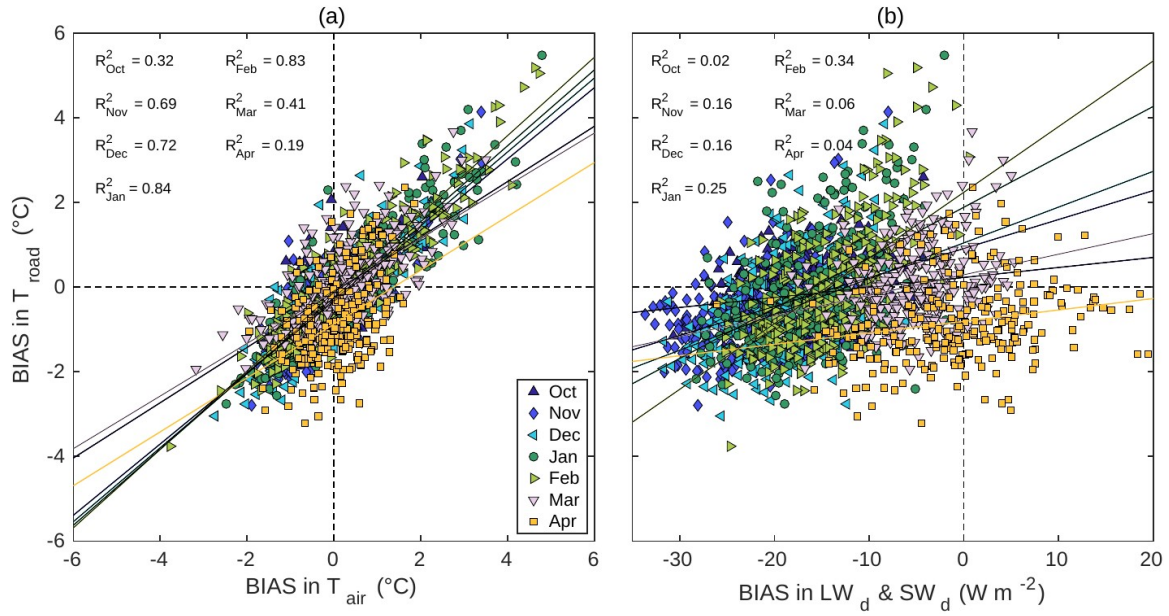 (a)
(b)
R²Oct = 0.32
R²Feb = 0.83
R²Nov = 0.69
R²Mar = 0.41
R²Dec = 0.72
R²Apr = 0.19
R²Jan = 0.84
R²Oct = 0.02
R²Feb = 0.34
R²Nov = 0.16
R²Mar = 0.06
R²Dec = 0.16
R²Apr = 0.04
R²Jan = 0.25
BIAS in T road (°C)
6
4
2
0
-2
-4
-6
Oct
Nov
Dec
Jan
Feb
Mar
Apr
-6 -4 -2 0 2 4 6
-30 -20 -10 0 10 20
BIAS in T air (°C)
BIAS in LW d & SW d (W m -2)